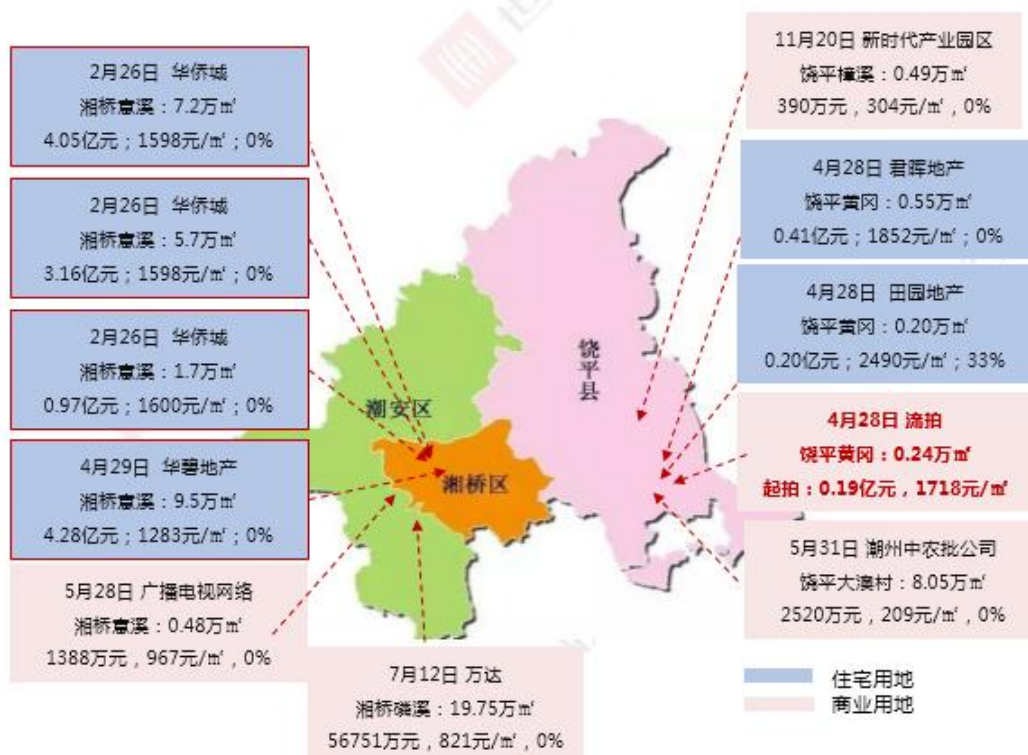 2月26日 华侨城
湘桥意溪：7.2万㎡
4.05亿元；1598元/㎡；0%
2月26日 华侨城
湘桥意溪：5.7万㎡
3.16亿元；1598元/㎡；0%
2月26日 华侨城
湘桥意溪：1.7万㎡
0.97亿元；1600元/㎡；0%
4月29日 华碧地产
湘桥意溪：9.5万㎡
4.28亿元；1283元/㎡；0%
5月28日 广播电视网络
湘桥意溪：0.48万㎡
1388万元，967元/㎡，0%
7月12日 万达
湘桥磷溪：19.75万㎡
56751万元，821元/㎡，0%
潮安区
湘桥区
饶平县
11月20日 新时代产业园区
饶平樟溪：0.49万㎡
390万元，304元/㎡，0%
4月28日 君晖地产
饶平黄冈：0.55万㎡
0.41亿元；1852元/㎡；0%
4月28日 田园地产
饶平黄冈：0.20万㎡
0.20亿元；2490元/㎡；33%
4月28日 流拍
饶平黄冈：0.24万㎡
起拍：0.19亿元，1718元/㎡
5月31日 潮州中农批公司
饶平大澳村：8.05万㎡
2520万元，209元/㎡，0%
住宅用地
商业用地